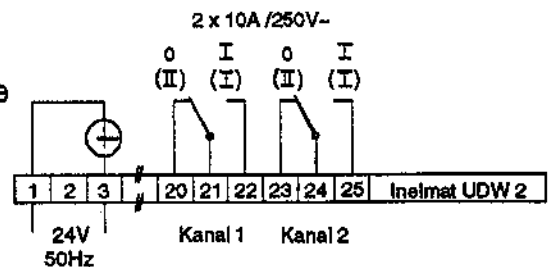 2 x 10A /250V~
0 I 0 I
(II) (I) (II) (I)
e
1 2 3 20 21 22 23 24 25 Inelmat UDW 2
24V Kanal 1 Kanal 2
50Hz